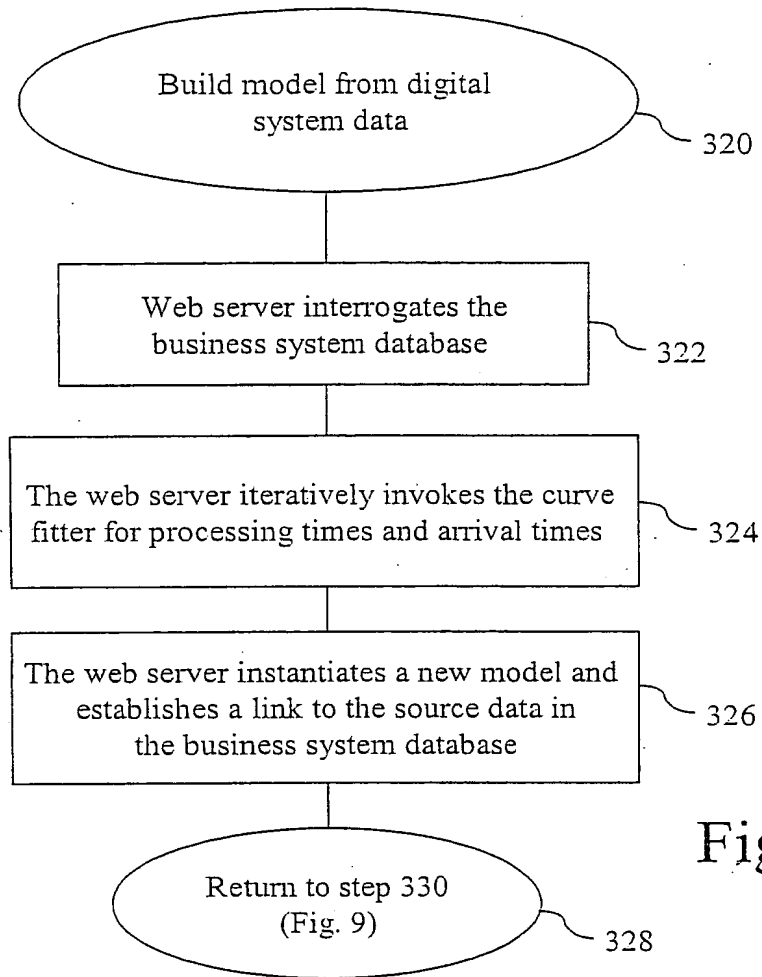 Build model from digital
system data
320
Web server interrogates the
business system database
322
The web server iteratively invokes the curve
fitter for processing times and arrival times
324
The web server instantiates a new model and
establishes a link to the source data in
the business system database
326
Fig
Return to step 330
(Fig. 9)
328